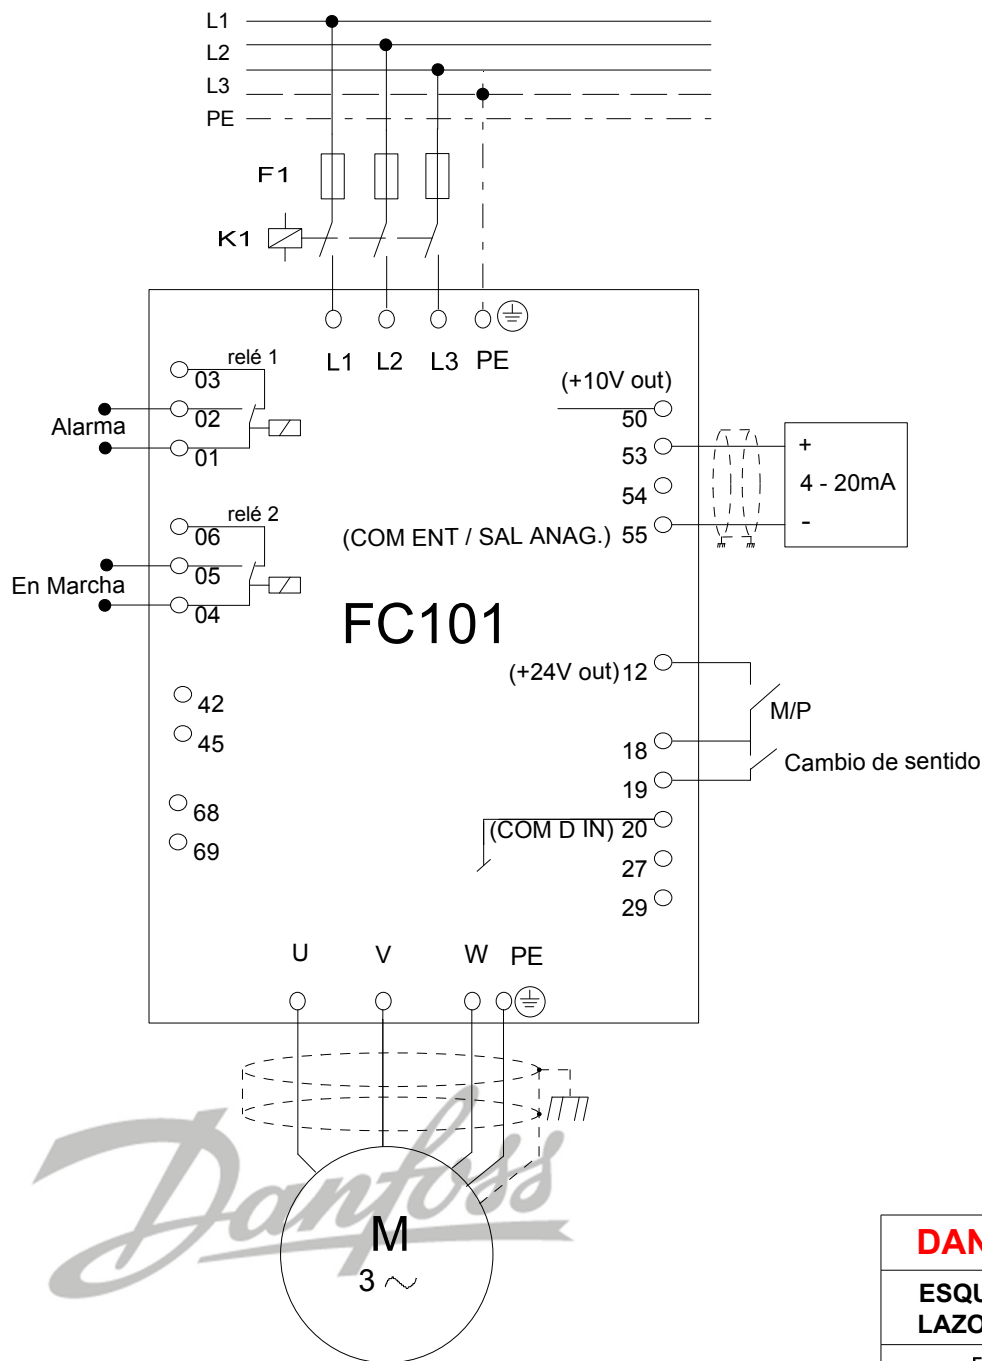 L1
L2
L3
PE
F1
K1
L1 L2 L3 PE
relé 1
03
02
01
Alarma
relé 2
06
05
04
En Marcha
(+10V out)
50
53
54
(COM ENT / SAL ANAG.) 55
+
4 - 20mA
-
FC101
(+24V out) 12
M/P
18
Cambio de sentido
19
(COM D IN) 20
27
29
42
45
68
69
U V W PE
Danfoss
M
3 ~
DAN
ESQU
LAZO